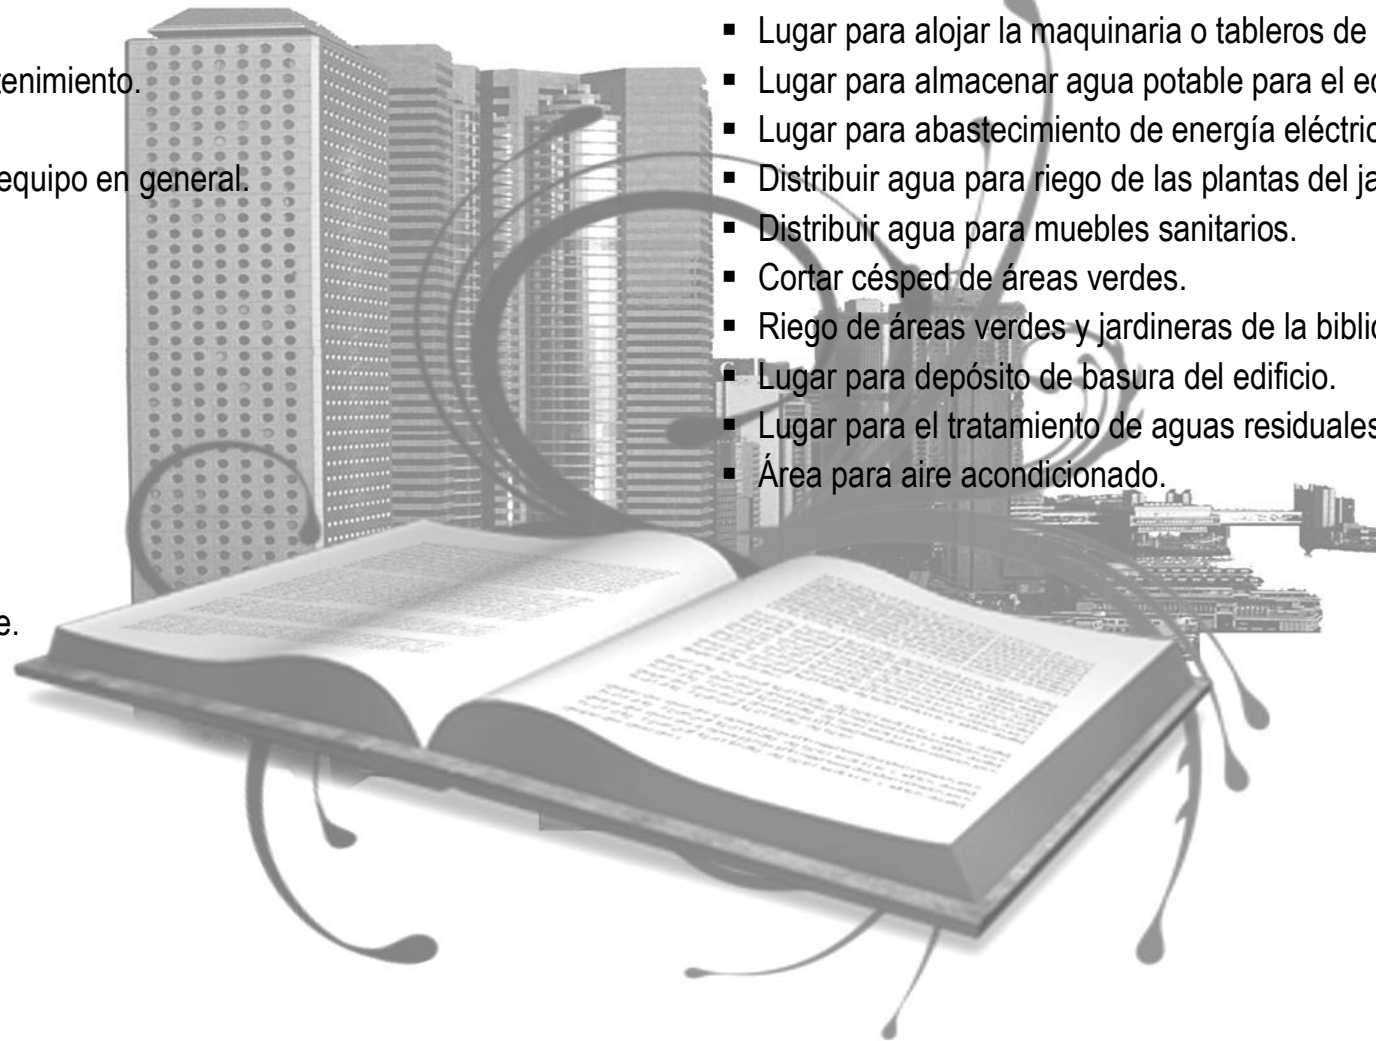 tenimiento.
equipo en general.
e.
▪ Lugar para alojar la maquinaria o tableros de
▪ Lugar para almacenar agua potable para el e
▪ Lugar para abastecimiento de energía eléctri
▪ Distribuir agua para riego de las plantas del ja
▪ Distribuir agua para muebles sanitarios.
▪ Cortar césped de áreas verdes.
▪ Riego de áreas verdes y jardineras de la bibli
▪ Lugar para depósito de basura del edificio.
▪ Lugar para el tratamiento de aguas residuales
▪ Área para aire acondicionado.